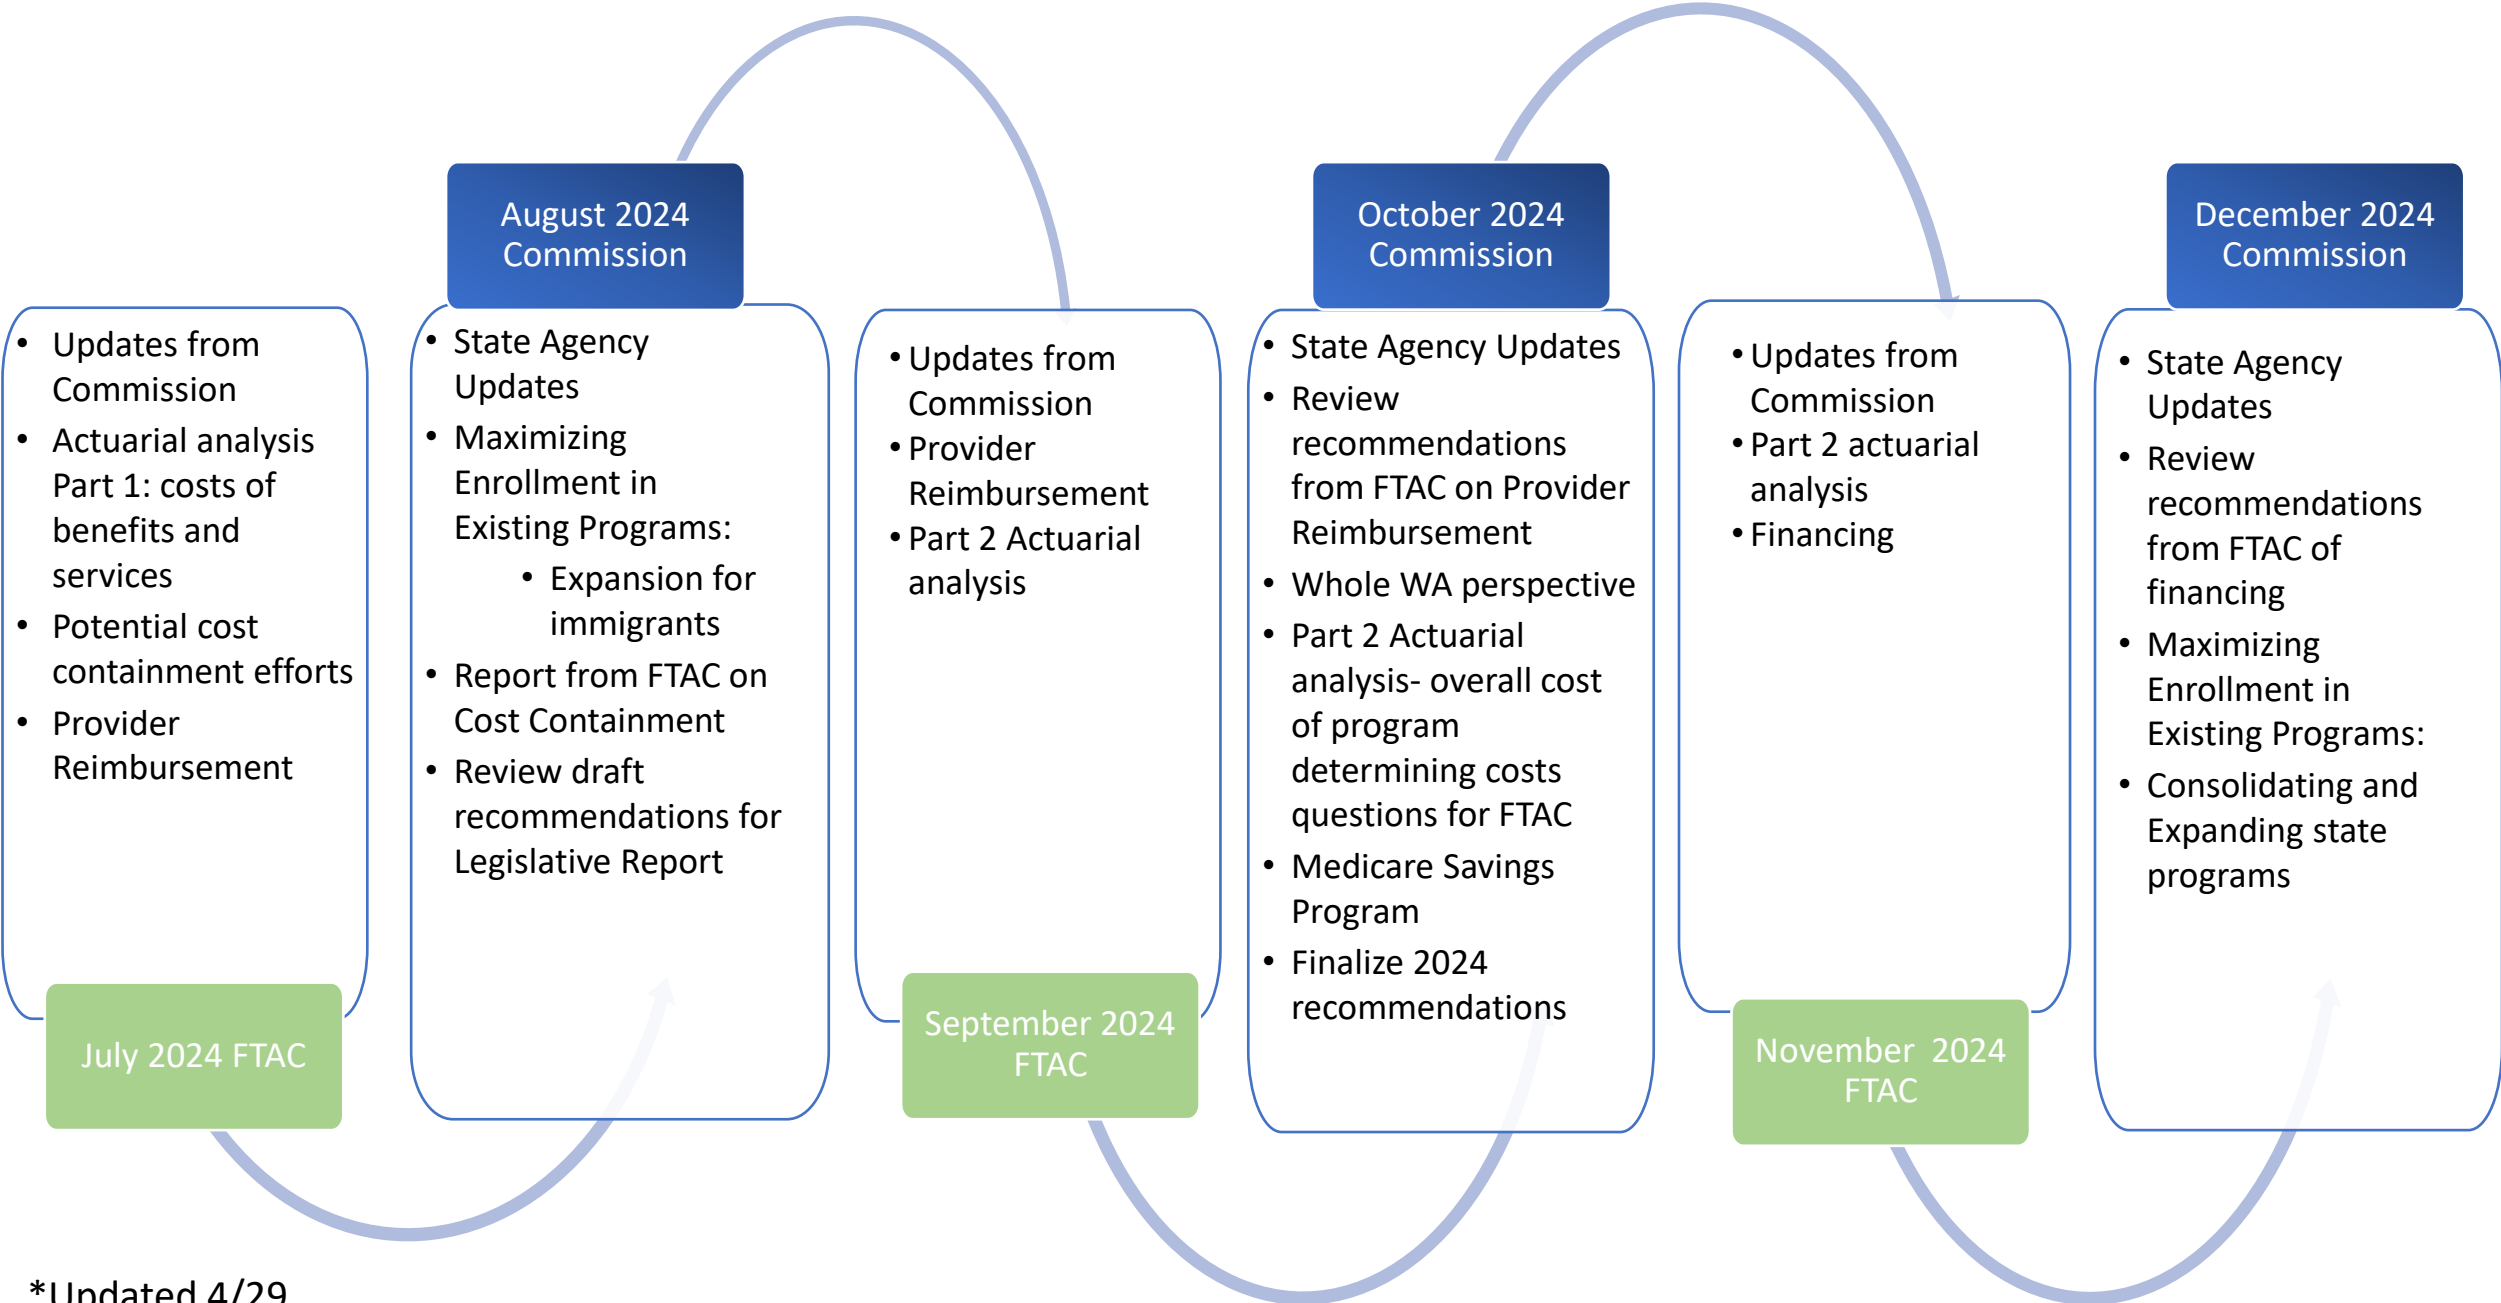 • Updates from
Commission
• Actuarial analysis
Part 1: costs of
benefits and
services
• Potential cost
containment efforts
• Provider
Reimbursement
July 2024 FTAC
August 2024
Commission
• State Agency
Updates
• Maximizing
Enrollment in
Existing Programs:
• Expansion for
immigrants
• Report from FTAC on
Cost Containment
• Review draft
recommendations for
Legislative Report
• Updates from
Commission
• Provider
Reimbursement
• Part 2 Actuarial
analysis
September 2024
FTAC
October 2024
Commission
• State Agency Updates
• Review
recommendations
from FTAC on Provider
Reimbursement
• Whole WA perspective
• Part 2 Actuarial
analysis- overall cost
of program
determining costs
questions for FTAC
• Medicare Savings
Program
• Finalize 2024
recommendations
• Updates from
Commission
• Part 2 actuarial
analysis
• Financing
November 2024
FTAC
December 2024
Commission
• State Agency
Updates
• Review
recommendations
from FTAC of
financing
• Maximizing
Enrollment in
Existing Programs:
• Consolidating and
Expanding state
programs
*Updated 4/29